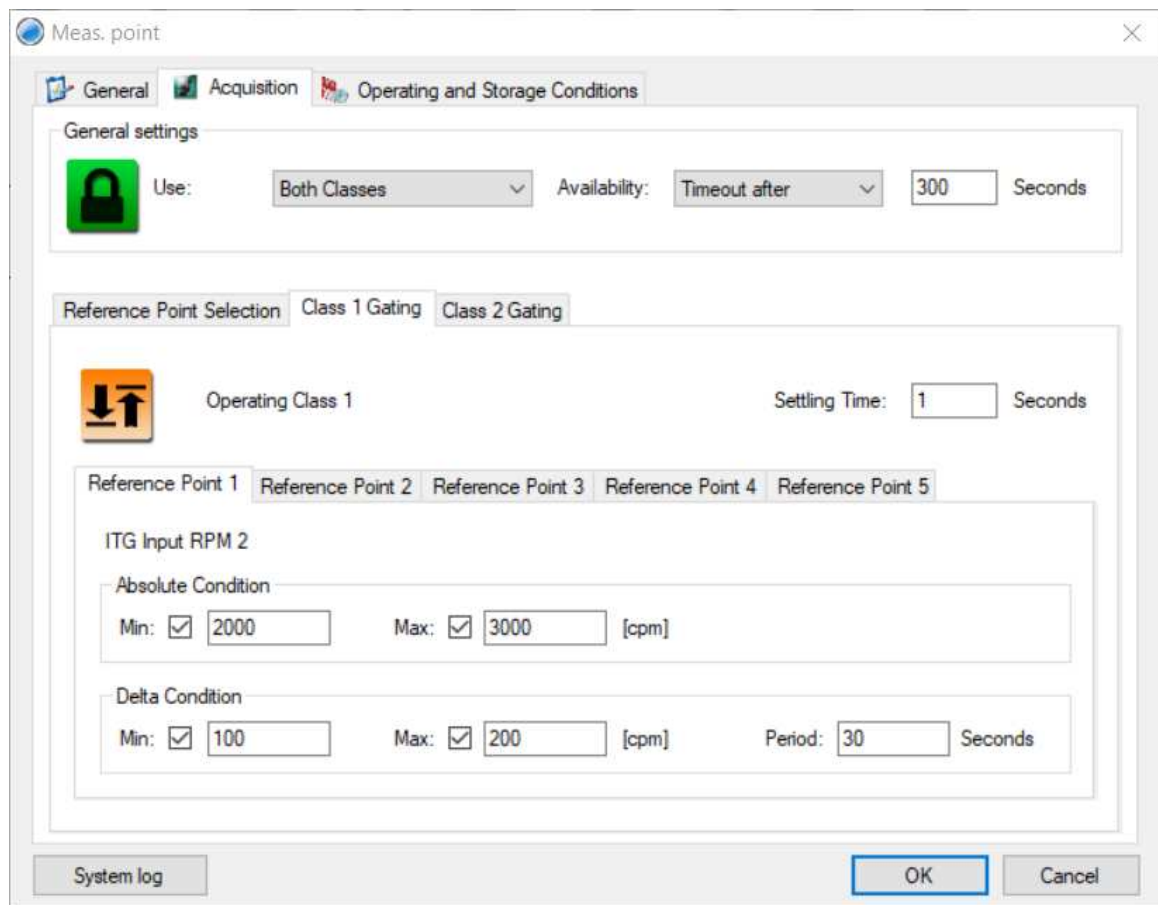 Meas. point
General Acquisition Operating and Storage Conditions
General settings
Use: Both Classes Availability: Timeout after 300 Seconds
Reference Point Selection Class 1 Gating Class 2 Gating
Operating Class 1 Settling Time: 1 Seconds
Reference Point 1 Reference Point 2 Reference Point 3 Reference Point 4 Reference Point 5
ITG Input RPM 2
Absolute Condition
Min: 2000 Max: 3000 [cpm]
Delta Condition
Min: 100 Max: 200 [cpm] Period: 30 Seconds
System log OK Cancel